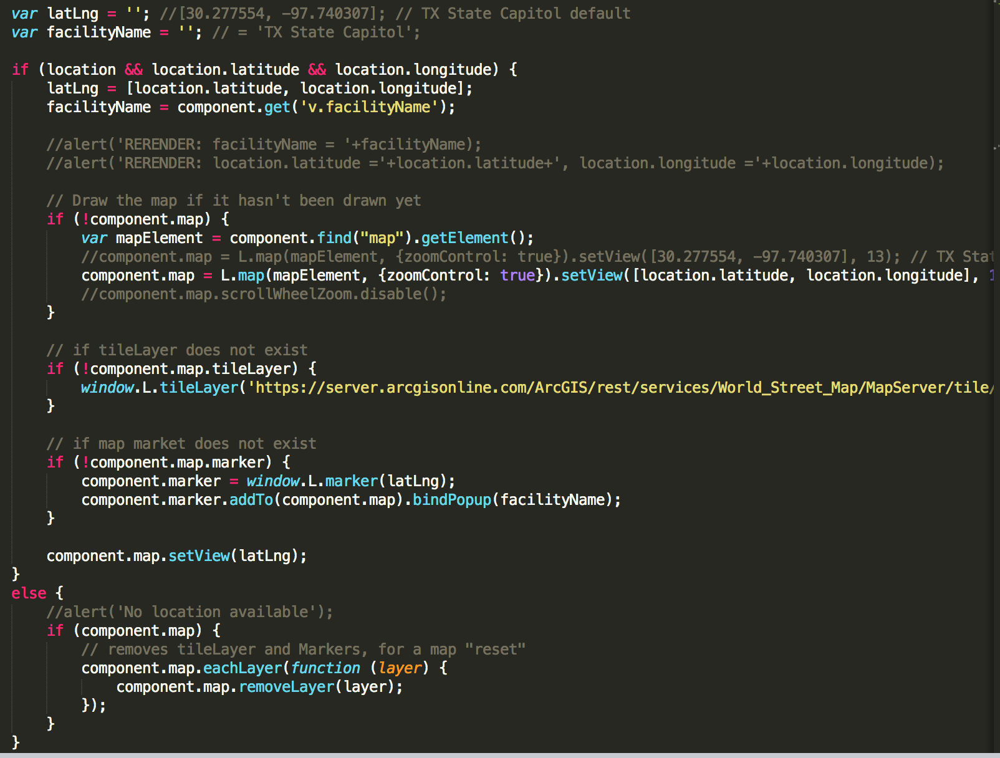 var latLng = ''; //[30.277554, -97.740307]; // TX State Capitol default
var facilityName = ''; // = 'TX State Capitol';
if (location && location.latitude && location.longitude) {
latLng = [location.latitude, location.longitude];
facilityName = component.get('v.facilityName');
//alert('RERENDER: facilityName = '+facilityName);
//alert('RERENDER: location.latitude ='+location.latitude+', location.longitude ='+location.longitude);
// Draw the map if it hasn't been drawn yet
if (!component.map) {
var mapElement = component.find("map").getElement();
//component.map = L.map(mapElement, {zoomControl: true}).setView([30.277554, -97.740307], 13); // TX Stat
component.map = L.map(mapElement, {zoomControl: true}).setView([location.latitude, location.longitude], 1
//component.map.scrollWheelZoom.disable();
}
// if tileLayer does not exist
if (!component.map.tileLayer) {
window.L.tileLayer('https://server.arcgisonline.com/ArcGIS/rest/services/World_Street_Map/MapServer/tile/
}
// if map market does not exist
if (!component.map.marker) {
component.marker = window.L.marker(latLng);
component.marker.addTo(component.map).bindPopup(facilityName);
}
component.map.setView(latLng);
}
else {
//alert('No location available');
if (component.map) {
// removes tileLayer and Markers, for a map "reset"
component.map.eachLayer(function (layer) {
component.map.removeLayer(layer);
});
}
}